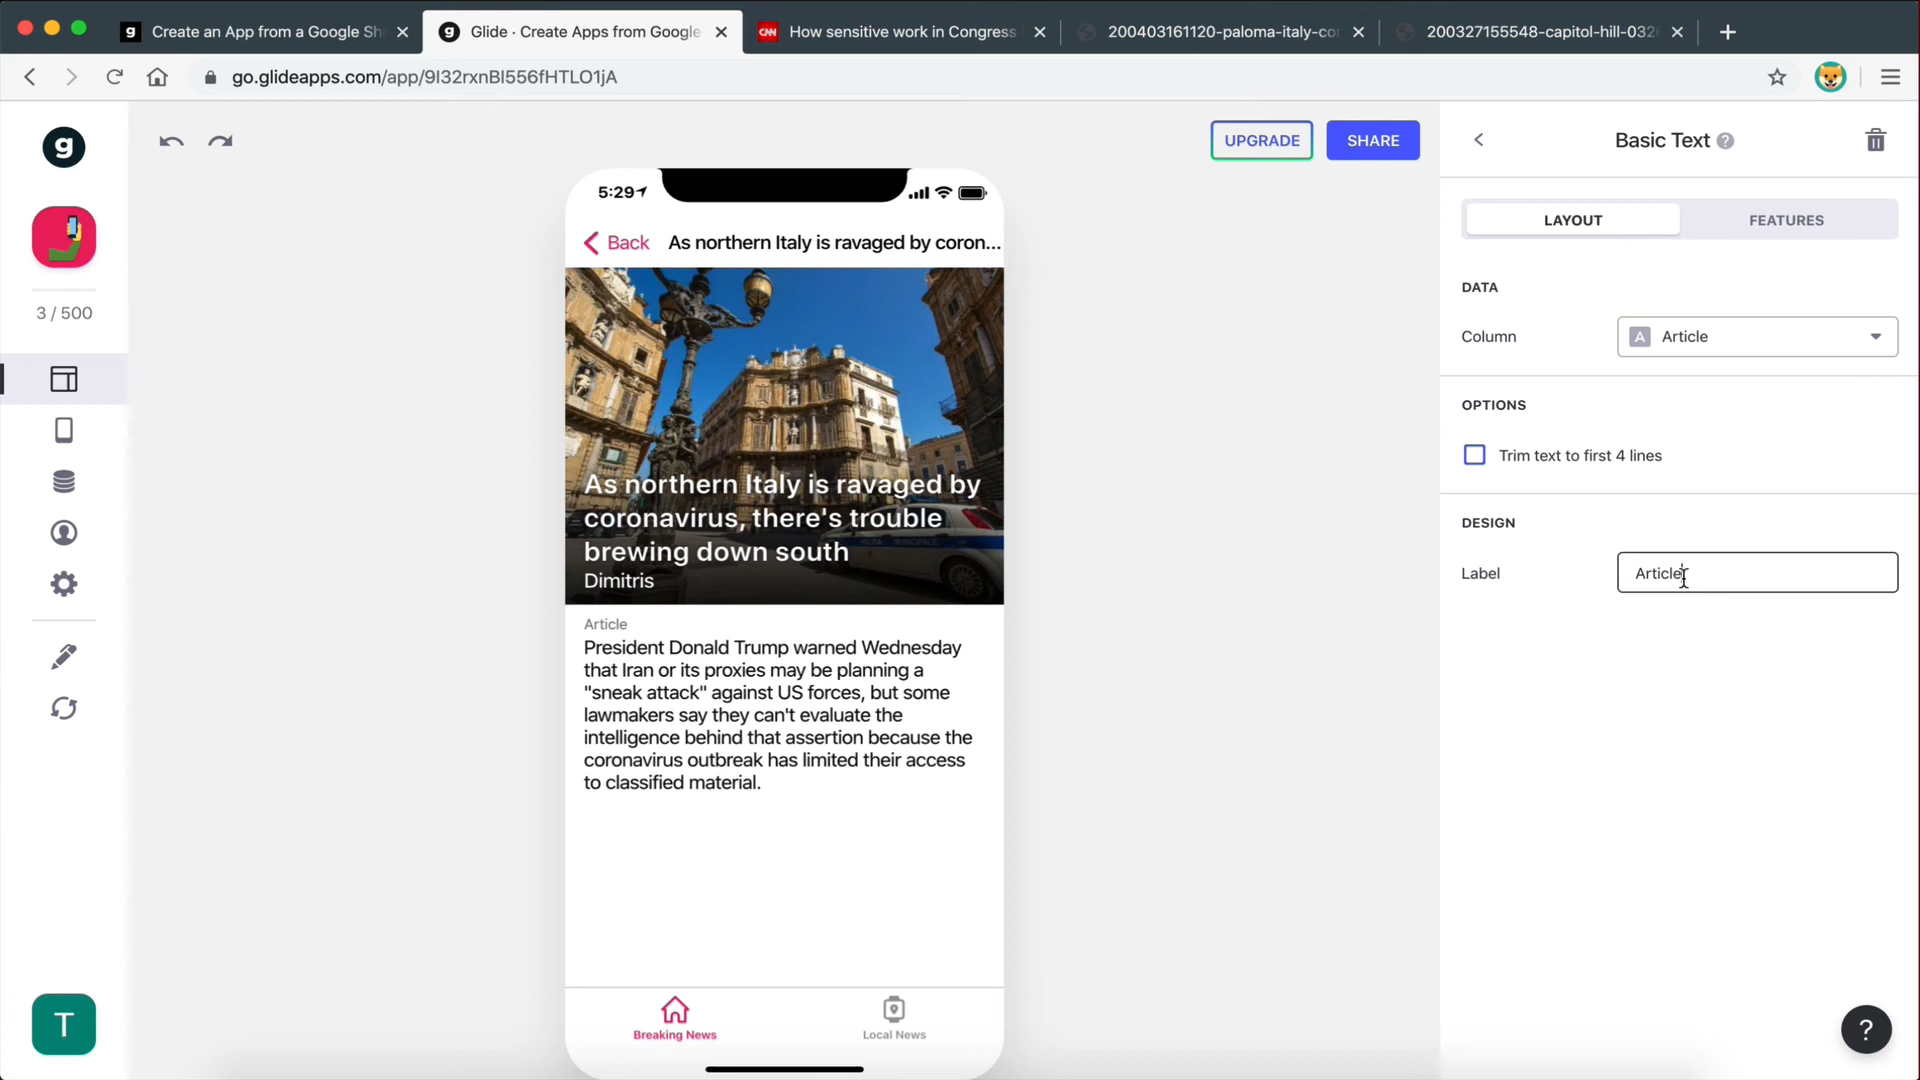 Create an App from a Google Sh
Glide · Create Apps from Google
CNN
How sensitive work in Congress
200403161120-paloma-italy-co
200327155548-capitol-hill-032
go.glideapps.com/app/9I32rxnBI556fHTLO1jA
g
UPGRADE
SHARE
Basic Text
?
3 / 500
5:29
Back
As northern Italy is ravaged by coron...
As northern Italy is ravaged by
coronavirus, there's trouble
brewing down south
Dimitris
Article
President Donald Trump warned Wednesday
that Iran or its proxies may be planning a
"sneak attack" against US forces, but some
lawmakers say they can't evaluate the
intelligence behind that assertion because the
coronavirus outbreak has limited their access
to classified material.
Breaking News
Local News
LAYOUT
FEATURES
DATA
Column
A
Article
OPTIONS
Trim text to first 4 lines
DESIGN
Label
Article
T
?